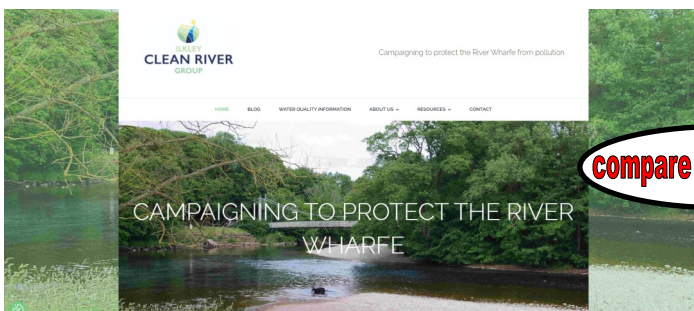 ILKLEY
CLEAN RIVER
GROUP
Campaigning to protect the River Wharfe from pollution
HOME BLOG WATER QUALITY INFORMATION ABOUT US RESOURCES CONTACT
compare
CAMPAIGNING TO PROTECT THE RIVER
WHARFE